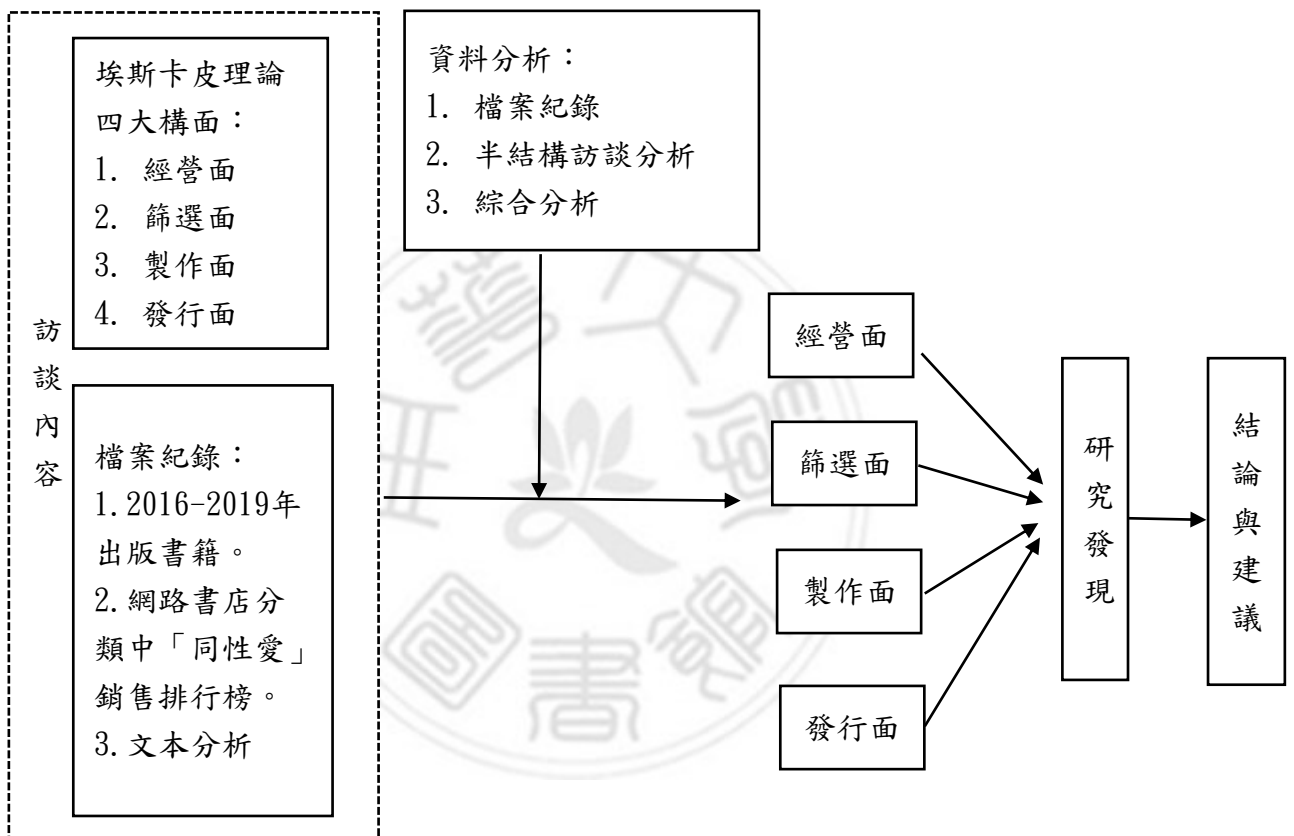 訪談內容
埃斯卡皮理論
四大構面：
1. 經營面
2. 篩選面
3. 製作面
4. 發行面
檔案紀錄：
1.2016-2019年
出版書籍。
2.網路書店分
類中「同性愛」
銷售排行榜。
3.文本分析
資料分析：
1. 檔案紀錄
2. 半結構訪談分析
3. 綜合分析
經營面
篩選面
製作面
發行面
研究發現
結論與建議